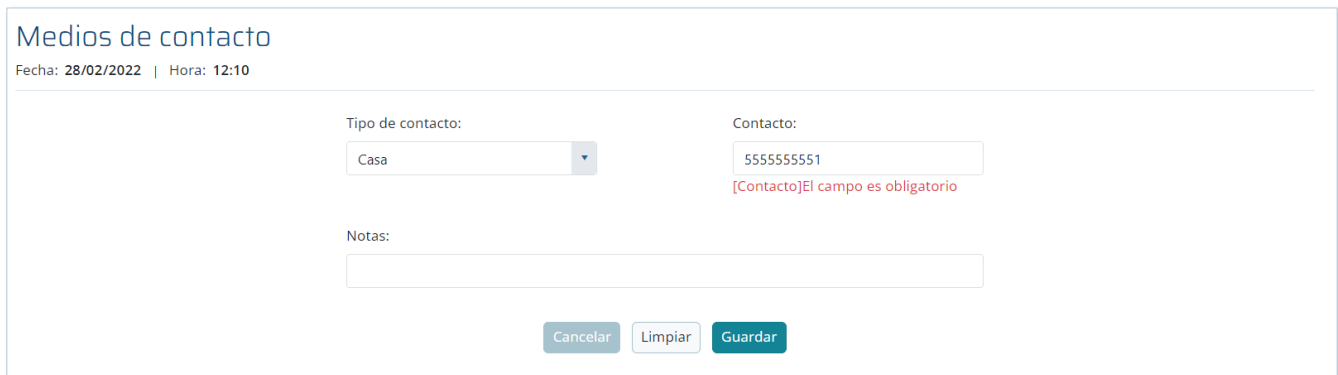 Medios de contacto
Fecha: 28/02/2022 | Hora: 12:10
Tipo de contacto: Contacto:
Casa 5555555551
[Contacto]El campo es obligatorio
Notas:
Cancelar Limpiar Guardar